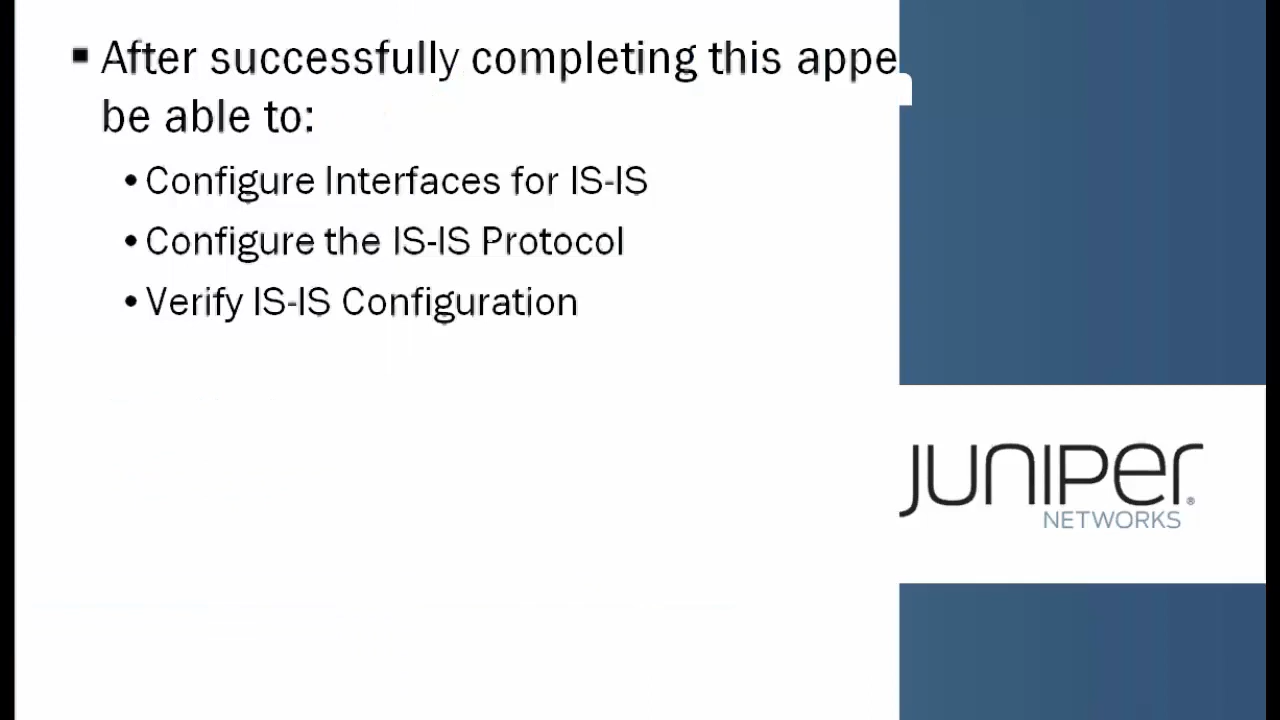 ▪ After successfully completing this appe
be able to:
• Configure Interfaces for IS-IS
• Configure the IS-IS Protocol
• Verify IS-IS Configuration
JUNIPEr®
NETWORKS